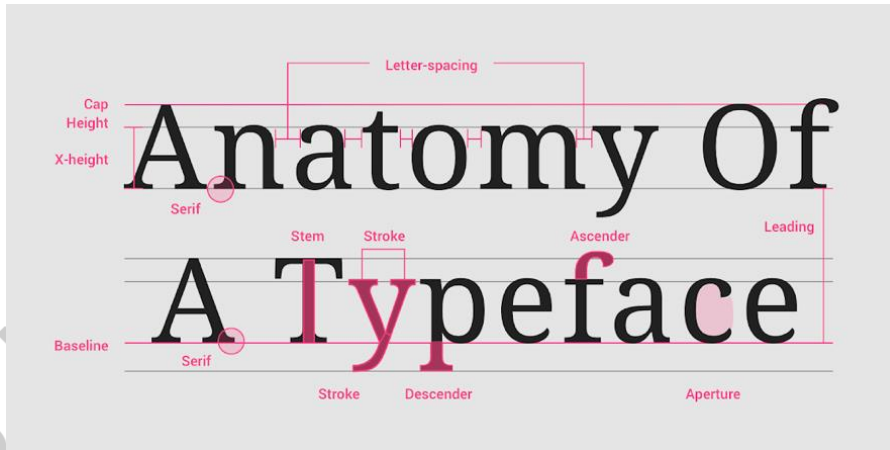 Letter-spacing
Cap
Height
X-height
Anatomy Of
Serif
Leading
Stem Stroke Ascender
A Typeface
Baseline
Serif
Stroke Descender Aperture